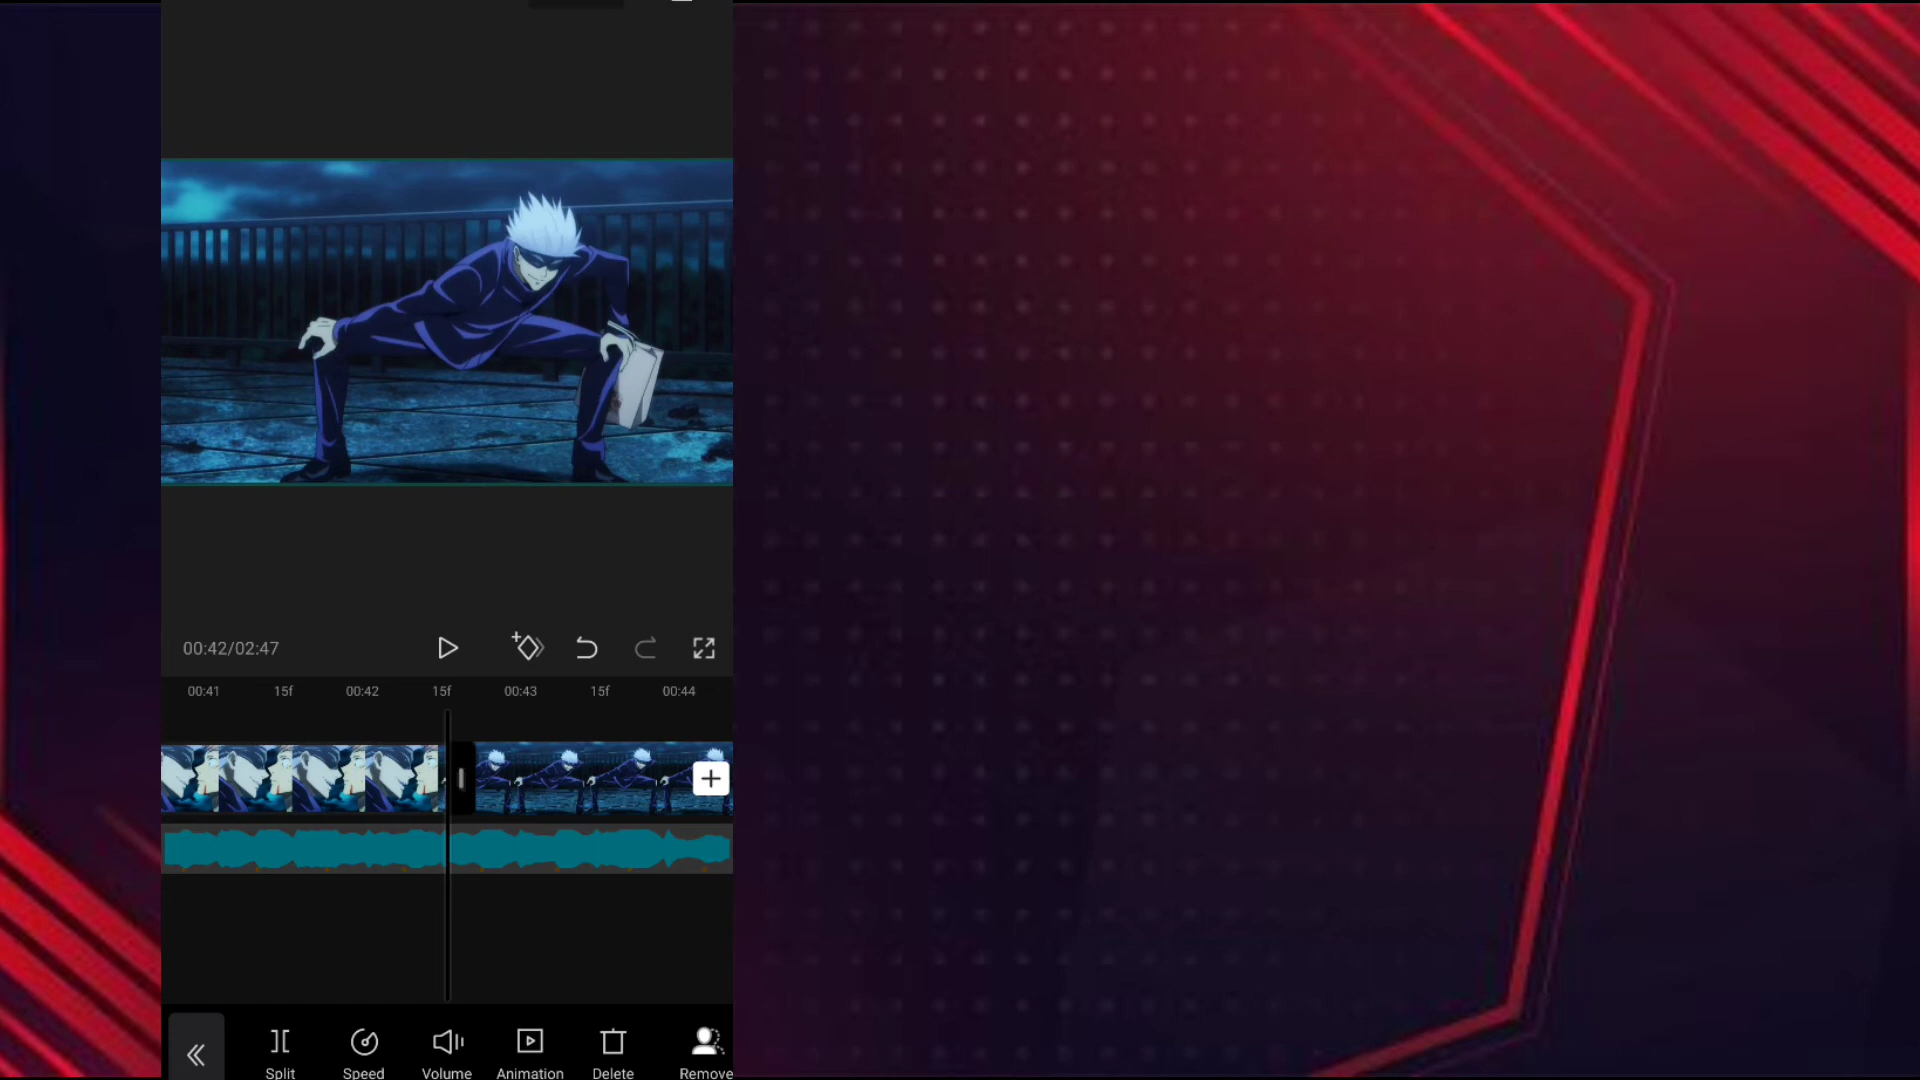 00:42/02:47
00:41 15f 00:42 15f 00:43 15f 00:44
Split Speed Volume Animation Delete Remove